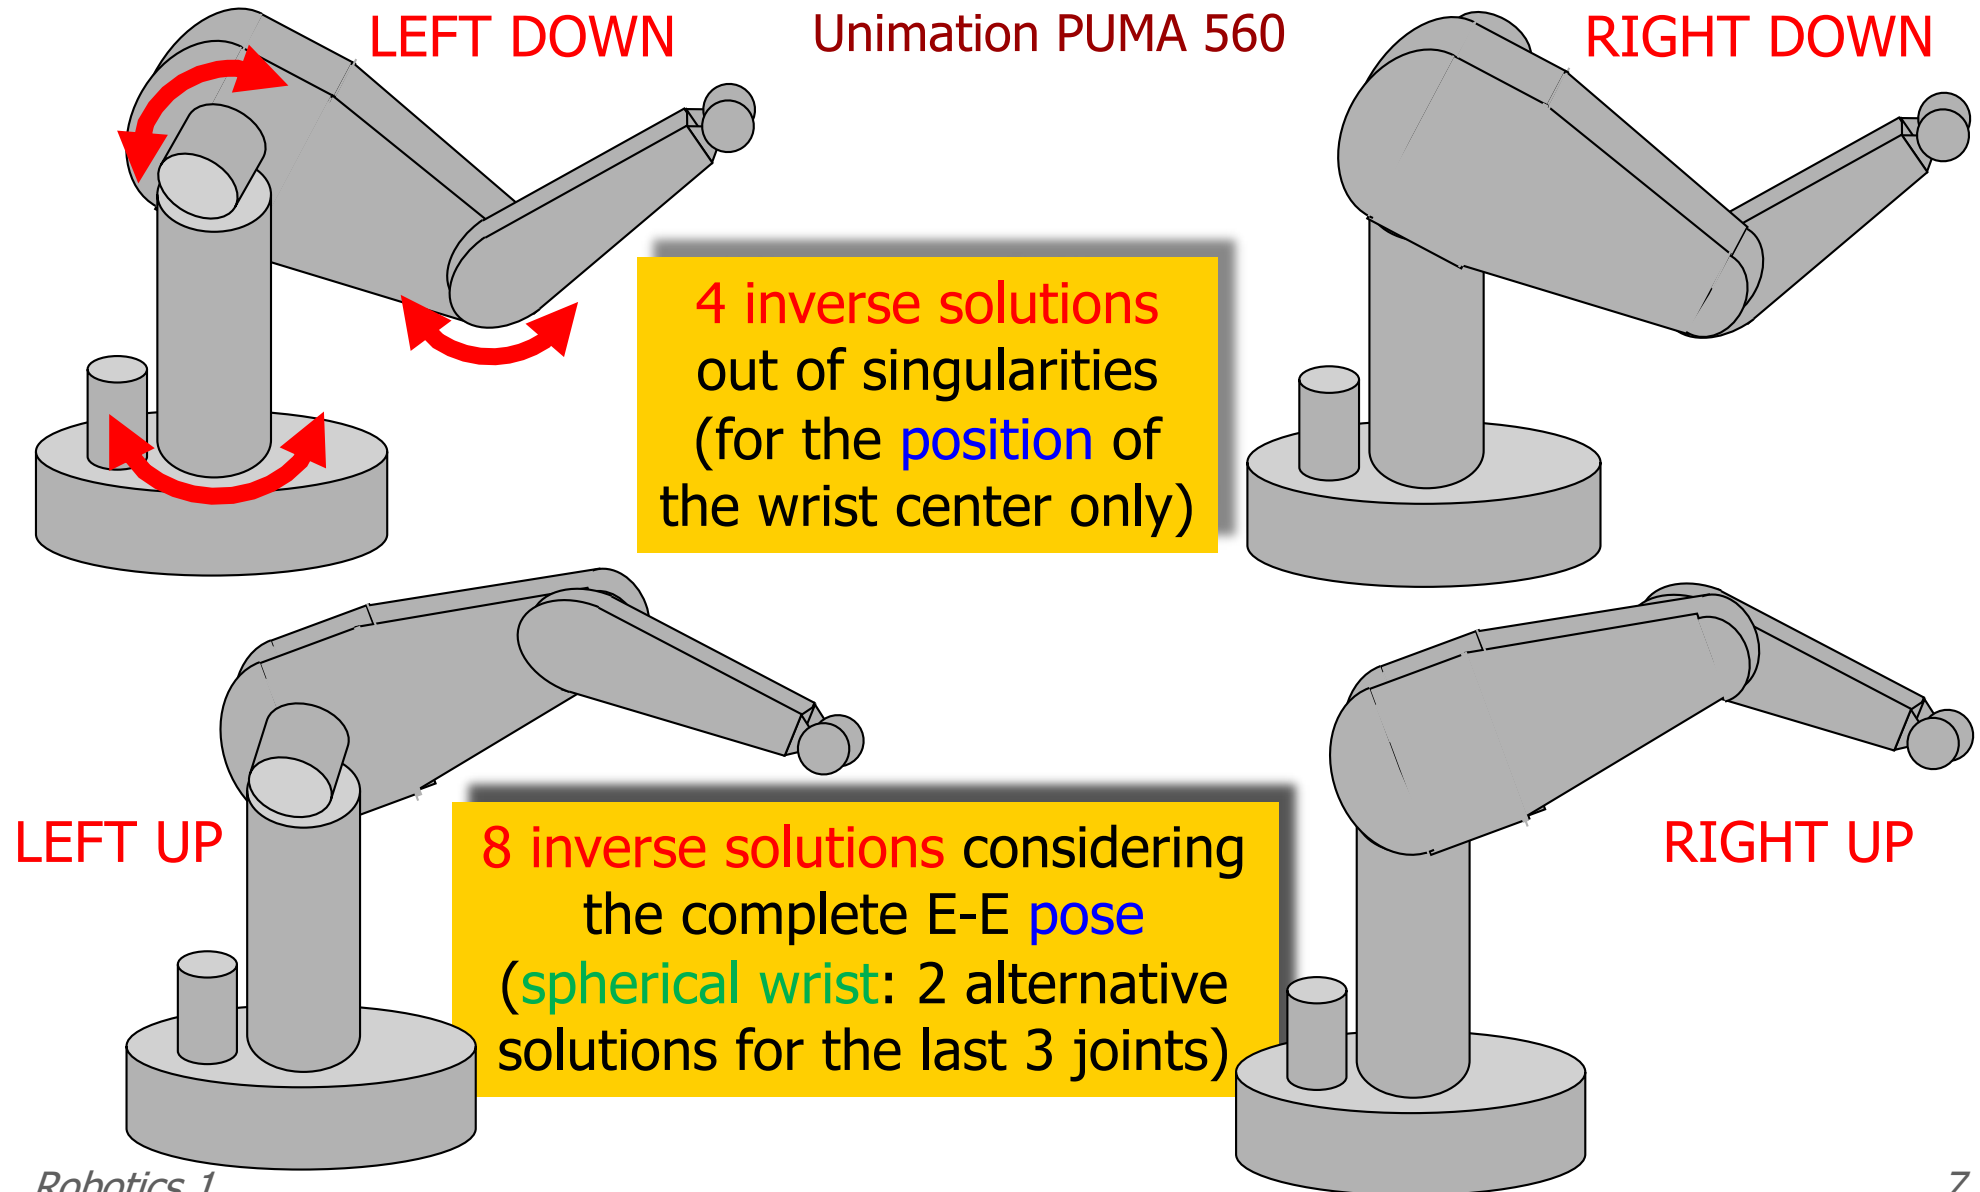 LEFT DOWN
Unimation PUMA 560
RIGHT DOWN
4 inverse solutions
out of singularities
(for the position of
the wrist center only)
LEFT UP
8 inverse solutions considering
the complete E-E pose
(spherical wrist: 2 alternative
solutions for the last 3 joints)
RIGHT UP
Robotics 1
7